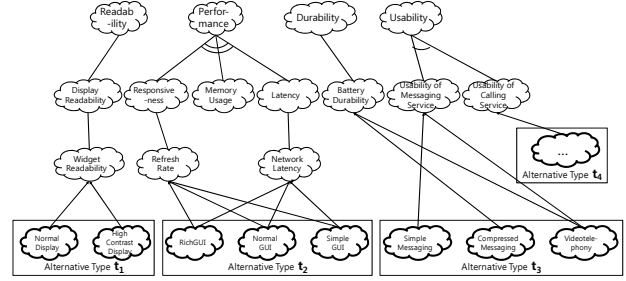 Readab
-ility
Perfor-
mance
Durability
Usability
Display
Readability
Responsive
-ness
Memory
Usage
Latency
Battery
Durability
Usability of
Messaging
Service
Usability of
Calling
Service
...
Alternative Type t4
Widget
Readability
Refresh
Rate
Network
Latency
Normal
Display
High
Contrast
Display
RichGUI
Normal
GUI
Simple
GUI
Simple
Messaging
Compressed
Messaging
Videotele-
phony
Alternative Type t1
Alternative Type t2
Alternative Type t3